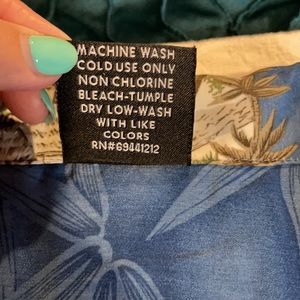 MACHINE WASH
COLD USE ONLY
NON CHLORINE
BLEACH-TUMPLE
DRY LOW-WASH
WITH LIKE
COLORS
RN#69441212